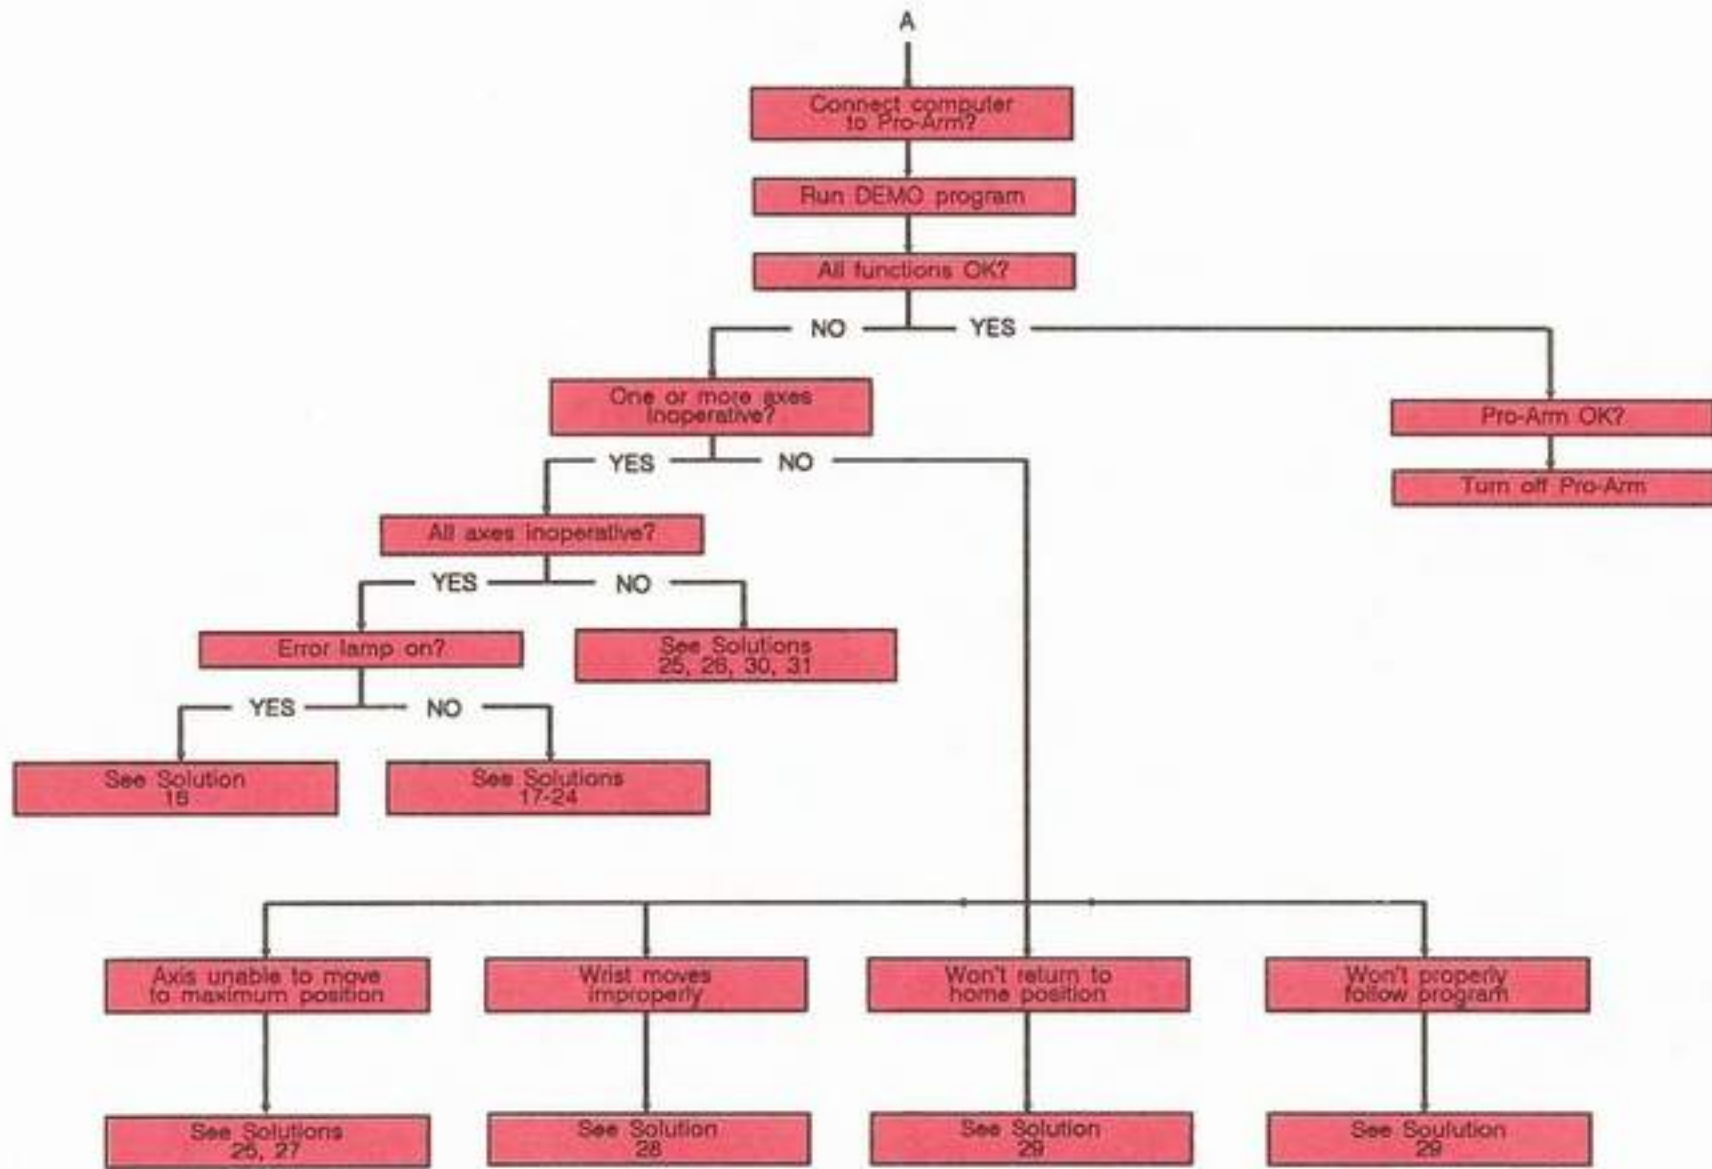 A
Connect computer
to Pro-Arm?
Run DEMO program
All functions OK?
NO
YES
One or more axes
inoperative?
Pro-Arm OK?
YES
NO
Turn off Pro-Arm
All axes inoperative?
YES
NO
Error lamp on?
See Solutions
25, 26, 30, 31
YES
NO
See Solution
16
See Solutions
17-24
Axis unable to move
to maximum position
Wrist moves
improperly
Won't return to
home position
Won't properly
follow program
See Solutions
25, 27
See Solution
28
See Solution
29
See Soulution
29